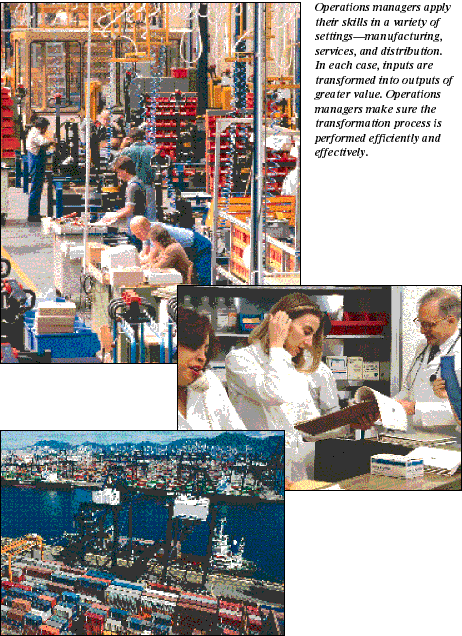 Operations managers apply
their skills in a variety of
settings—manufacturing,
services, and distribution.
In each case, inputs are
transformed into outputs of
greater value. Operations
managers make sure the
transformation process is
performed efficiently and
effectively.